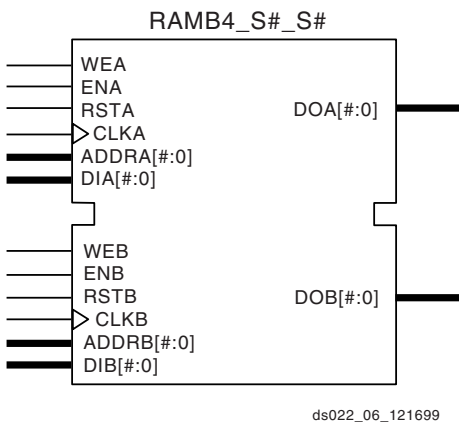 RAMB4_S#_S#
WEA
ENA
RSTA
DOA[#:0]
CLKA
ADDRA[#:0]
DIA[#:0]
WEB
ENB
RSTB
DOB[#:0]
CLKB
ADDRB[#:0]
DIB[#:0]
ds022_06_121699